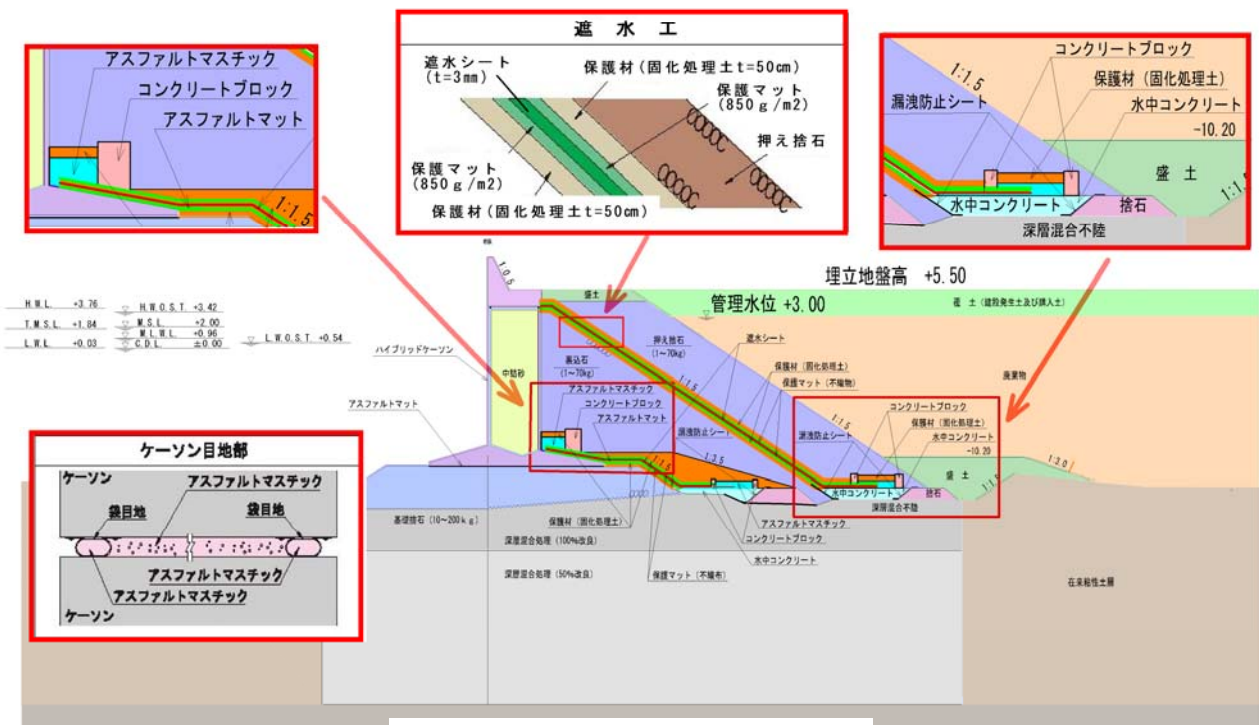 アスファルトマスチック
コンクリートブロック
アスファルトマット
1:1.5
遮 水 工
遮水シート
(t=3mm)
保護材(固化処理土t=50cm)
保護マット
(850g/m2)
押え捨石
保護マット
(850g/m2)
保護材(固化処理土t=50cm)
コンクリートブロック
1:1.5
保護材(固化処理土)
漏洩防止シート
水中コンクリート
-10.20
盛 土
1:1.
水中コンクリート
捨石
深層混合不陸
1:0.5
埋立地盤高 +5.50
盛土
管理水位 +3.00
H.W.L. +3.76
H.W.O.S.T. +3.42
T.M.S.L. +1.84
M.S.L. +2.00
M.L.W.L. +0.96
L.W.L. +0.03
C.D.L. ±0.00
L.W.O.S.T. +0.54
ハイブリッドケーソン
中詰砂
裏込石
(1~70kg)
押え捨石
(1~70kg)
遮水シート
保護材(固化処理土)
保護マット(不織物)
廃棄物
1:1.5
アスファルトマスチック
コンクリートブロック
アスファルトマット
アスファルトマット
漏洩防止シート
1:1.5
1:3.5
1:1.5
漏洩防止シート
コンクリートブロック
保護材(固化処理土)
水中コンクリート
-10.20
盛 土
1:3.0
1:1.5
水中コンクリート
捨石
深層混合不陸
基礎捨石(10~200kg)
保護材(固化処理土)
アスファルトマスチック
コンクリートブロック
水中コンクリート
深層混合処理(100%改良)
深層混合処理(50%改良)
保護マット(不織布)
在来粘性土層
ケーソン目地部
ケーソン
アスファルトマスチック
袋目地
袋目地
アスファルトマスチック
アスファルトマスチック
ケーソン